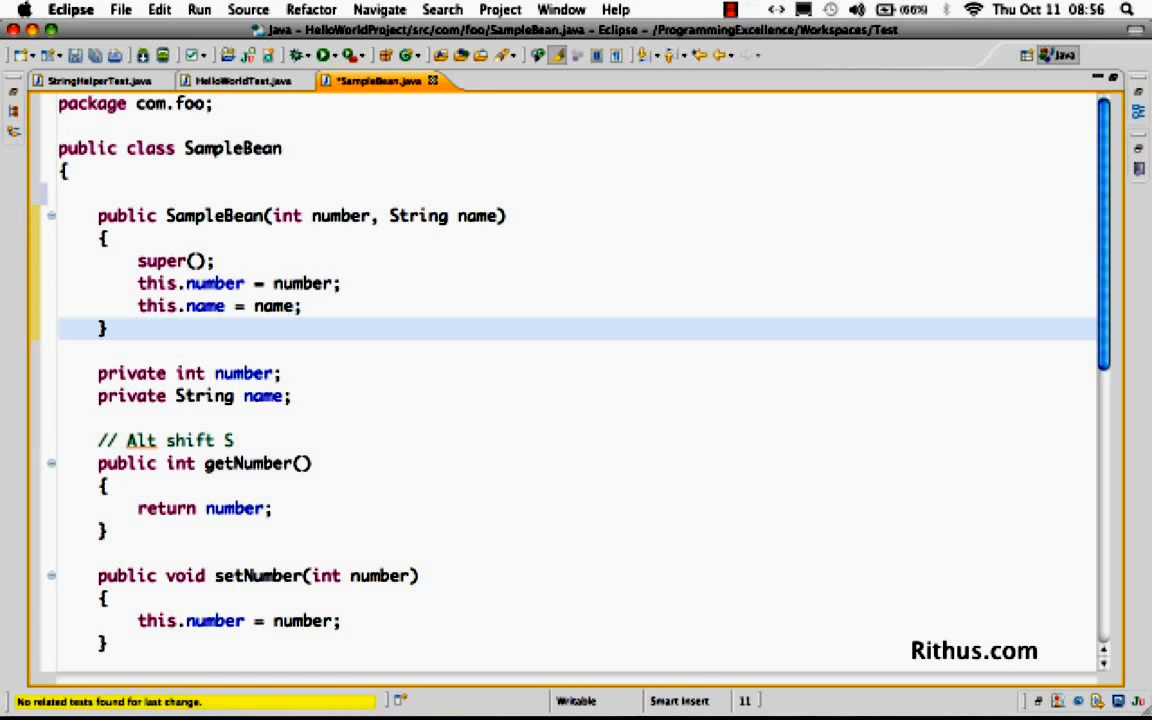 Eclipse File Edit Run Source Refactor Navigate Search Project Window Help (66%) Thu Oct 11 08:56
Java - HelloWorldProject/src/com/foo/SampleBean.java - Eclipse - /ProgrammingExcellence/Workspaces/Test
Java
StringHelperTest.java HelloWorldTest.java *SampleBean.java
package com.foo;
public class SampleBean
{
public SampleBean(int number, String name)
{
super();
this.number = number;
this.name = name;
}
private int number;
private String name;
// Alt shift S
public int getNumber()
{
return number;
}
public void setNumber(int number)
{
this.number = number;
}
Rithus.com
No related tests found for last change. Writable Smart Insert 11 Ju